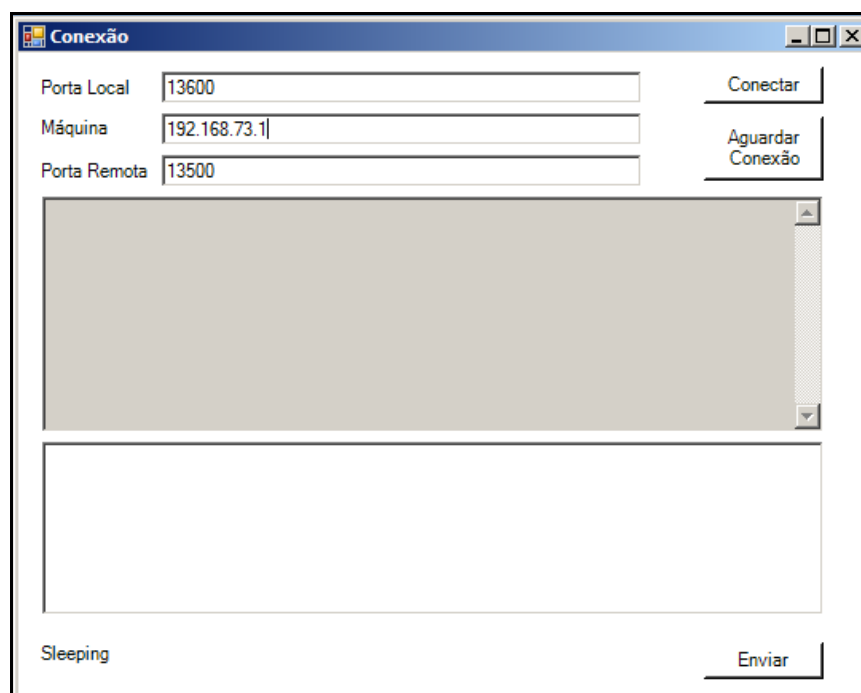 Conexão
Porta Local 13600 Conectar
Máquina 192.168.73.1
Aguardar
Conexão
Porta Remota 13500
Sleeping Enviar